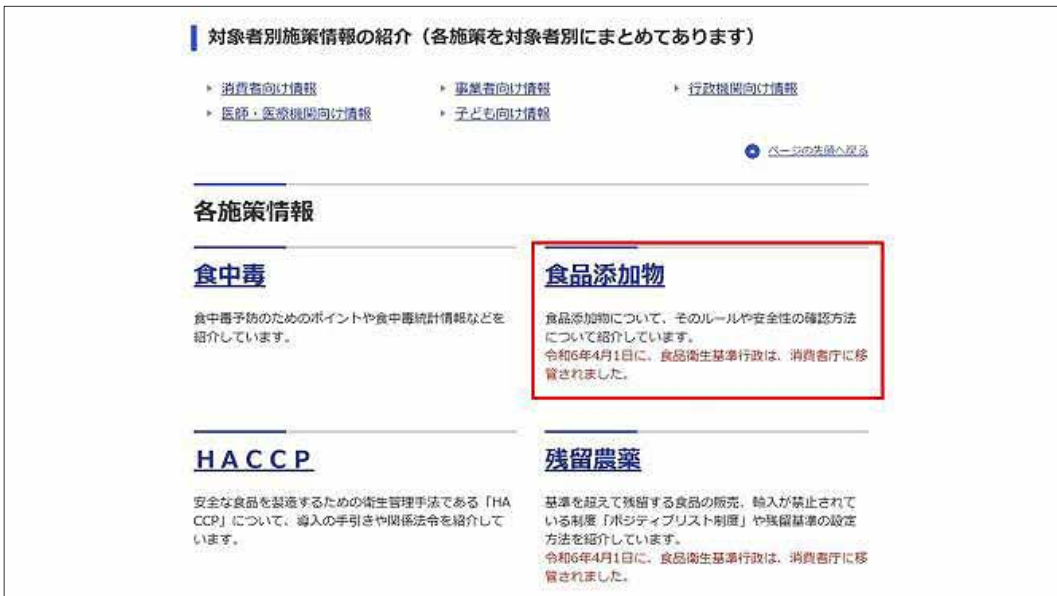 対象者別施策情報の紹介（各施策を対象者別にまとめてあります）
消費者向け情報
事業者向け情報
行政機関向け情報
医師・医療機関向け情報
子ども向け情報
ページの先頭へ戻る
各施策情報
食中毒
食中毒予防のためのポイントや食中毒統計情報などを
紹介しています。
食品添加物
食品添加物について、そのルールや安全性の確認方法
について紹介しています。
令和6年4月1日に、食品衛生基準行政は、消費者庁に移
管されました。
ＨＡＣＣＰ
安全な食品を製造するための衛生管理手法である「HA
CCP」について、導入の手引きや関係法令を紹介して
います。
残留農薬
基準を超えて残留する食品の販売、輸入が禁止されて
いる制度「ポジティブリスト制度」や残留基準の設定
方法を紹介しています。
令和6年4月1日に、食品衛生基準行政は、消費者庁に移
管されました。